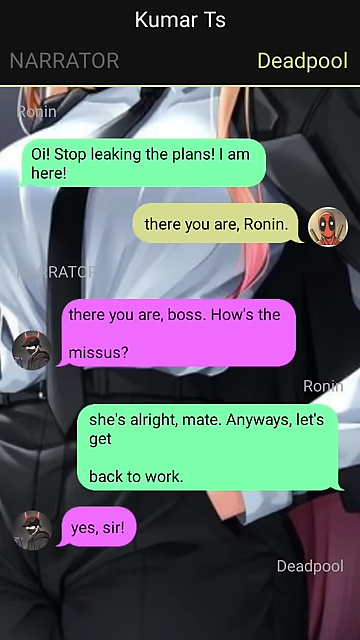 Kumar Ts
NARRATOR
Deadpool
Ronin
Oi! Stop leaking the plans! I am
here!
there you are, Ronin.
NARRATOR
there you are, boss. How's the
missus?
Ronin
she's alright, mate. Anyways, let's
get
back to work.
yes, sir!
Deadpool